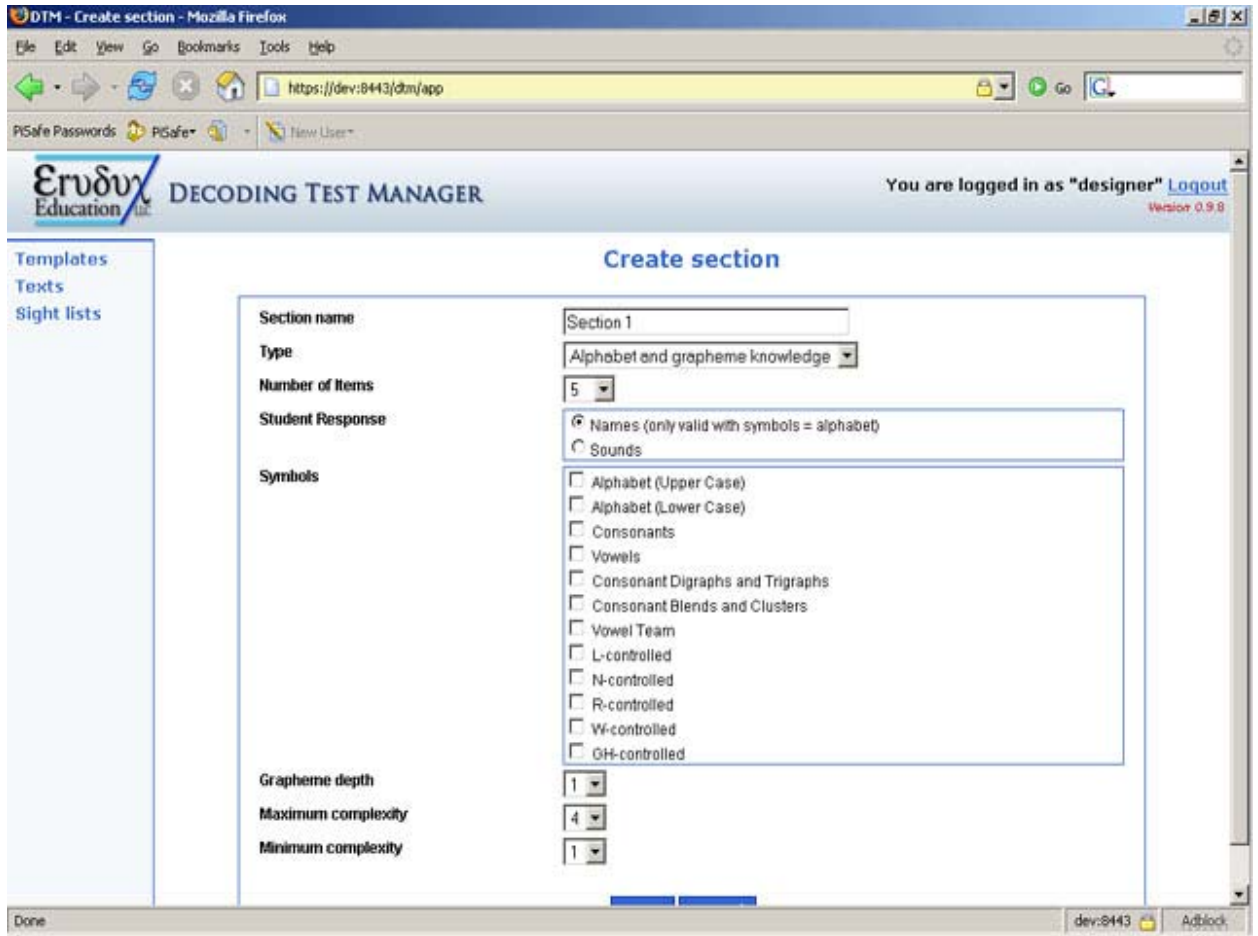 DTM - Create section - Mozilla Firefox
File Edit View Go Bookmarks Tools Help
https://dev:8443/dtm/app Go G
PiSafe Passwords PiSafe New User
Ετυδυχ
Education LLC
DECODING TEST MANAGER
You are logged in as "designer" Logout
Version 0.9.8
Templates
Texts
Sight lists
Create section
Section name Section 1
Type Alphabet and grapheme knowledge
Number of Items 5
Student Response Names (only valid with symbols = alphabet)
Sounds
Symbols Alphabet (Upper Case)
Alphabet (Lower Case)
Consonants
Vowels
Consonant Digraphs and Trigraphs
Consonant Blends and Clusters
Vowel Team
L-controlled
N-controlled
R-controlled
W-controlled
GH-controlled
Grapheme depth 1
Maximum complexity 4
Minimum complexity 1
Done dev:8443 Adblock